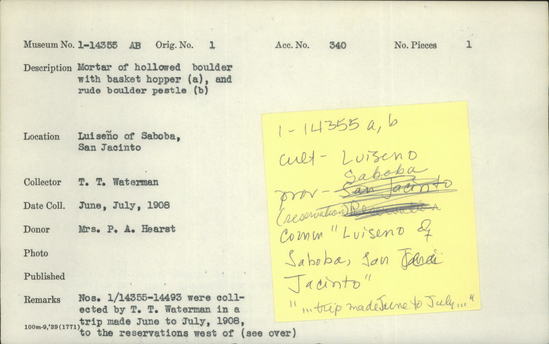 Museum No. 1-14355 AB Orig. No. 1 Acc. No. 340 No. Pieces 1
Description Mortar of hollowed boulder
with basket hopper (a), and
rude boulder pestle (b)
Location Luiseño of Saboba,
San Jacinto
Collector T. T. Waterman
Date Coll. June, July, 1908
Donor Mrs. P. A. Hearst
Photo
Published
Remarks Nos. 1/14355-14493 were coll-
ected by T. T. Waterman in a
trip made June to July, 1908,
100m-9,'29(1771) to the reservations west of (see over)
1-14355 a, b
cult- Luiseno
Saboba
prov- San Jacinto
(reservation) Reservation
Comm "Luiseno of
Saboba, San
Jacinto"
"...trip made June to July..."